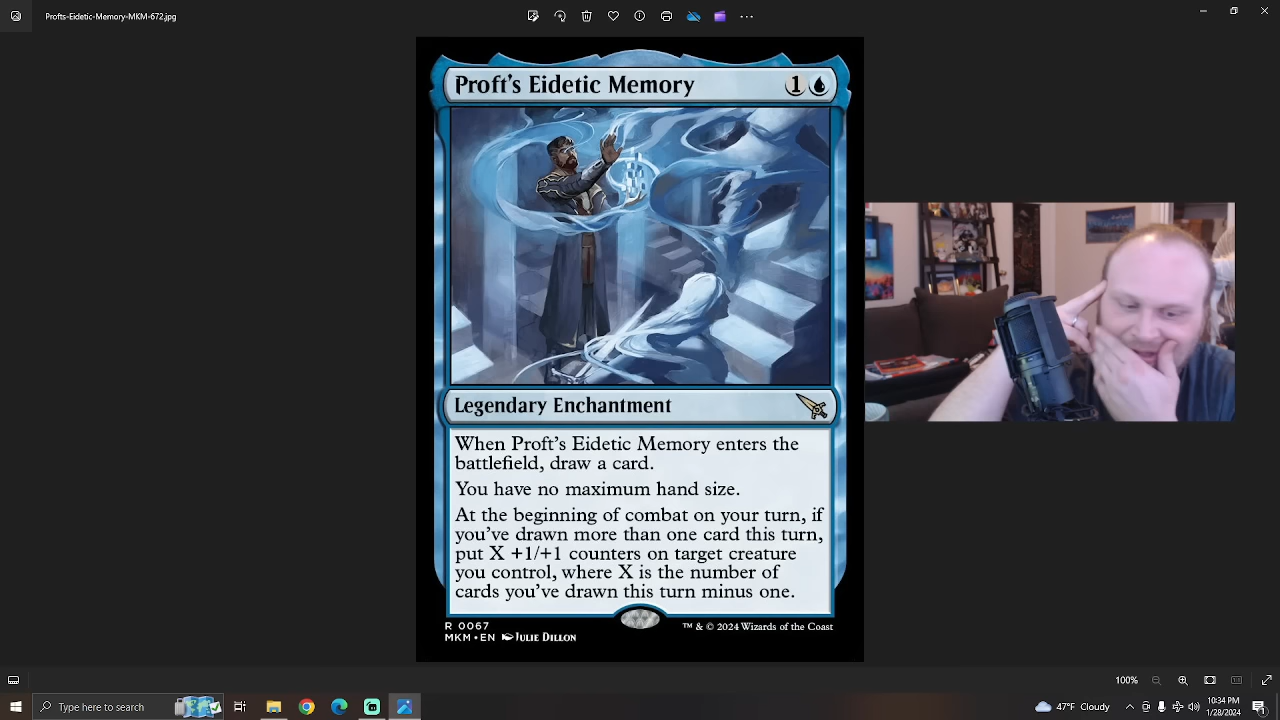 Profts-Eidetic-Memory-MKM-672.jpg
Proft's Eidetic Memory 1
Legendary Enchantment
When Proft's Eidetic Memory enters the
battlefield, draw a card.
You have no maximum hand size.
At the beginning of combat on your turn, if
you've drawn more than one card this turn,
put X +1/+1 counters on target creature
you control, where X is the number of
cards you've drawn this turn minus one.
R 0067
MKM • EN Julie Dillon
™ & © 2024 Wizards of the Coast
100%
Type here to search
47°F Cloudy
10:34 PM
1/28/2024